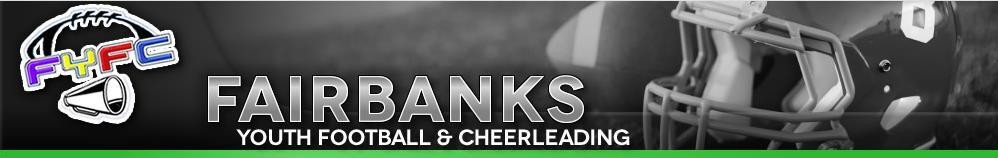 FYFC
FAIRBANKS
YOUTH FOOTBALL & CHEERLEADING